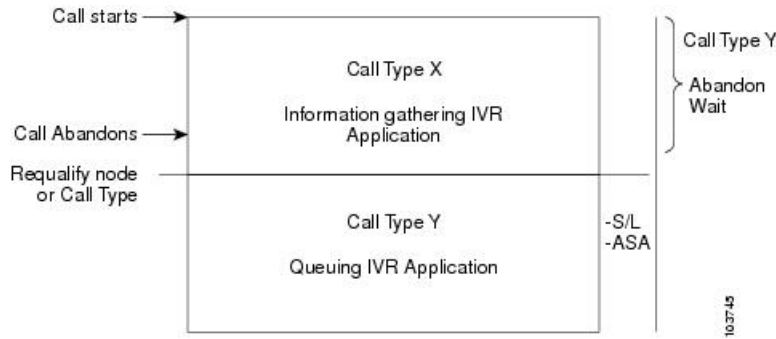 Call starts
Call Type X
Information gathering IVR
Application
Call Abandons
Requalify node
or Call Type
Call Type Y
Queuing IVR Application
-S/L
-ASA
Call Type Y
Abandon
Wait
103745